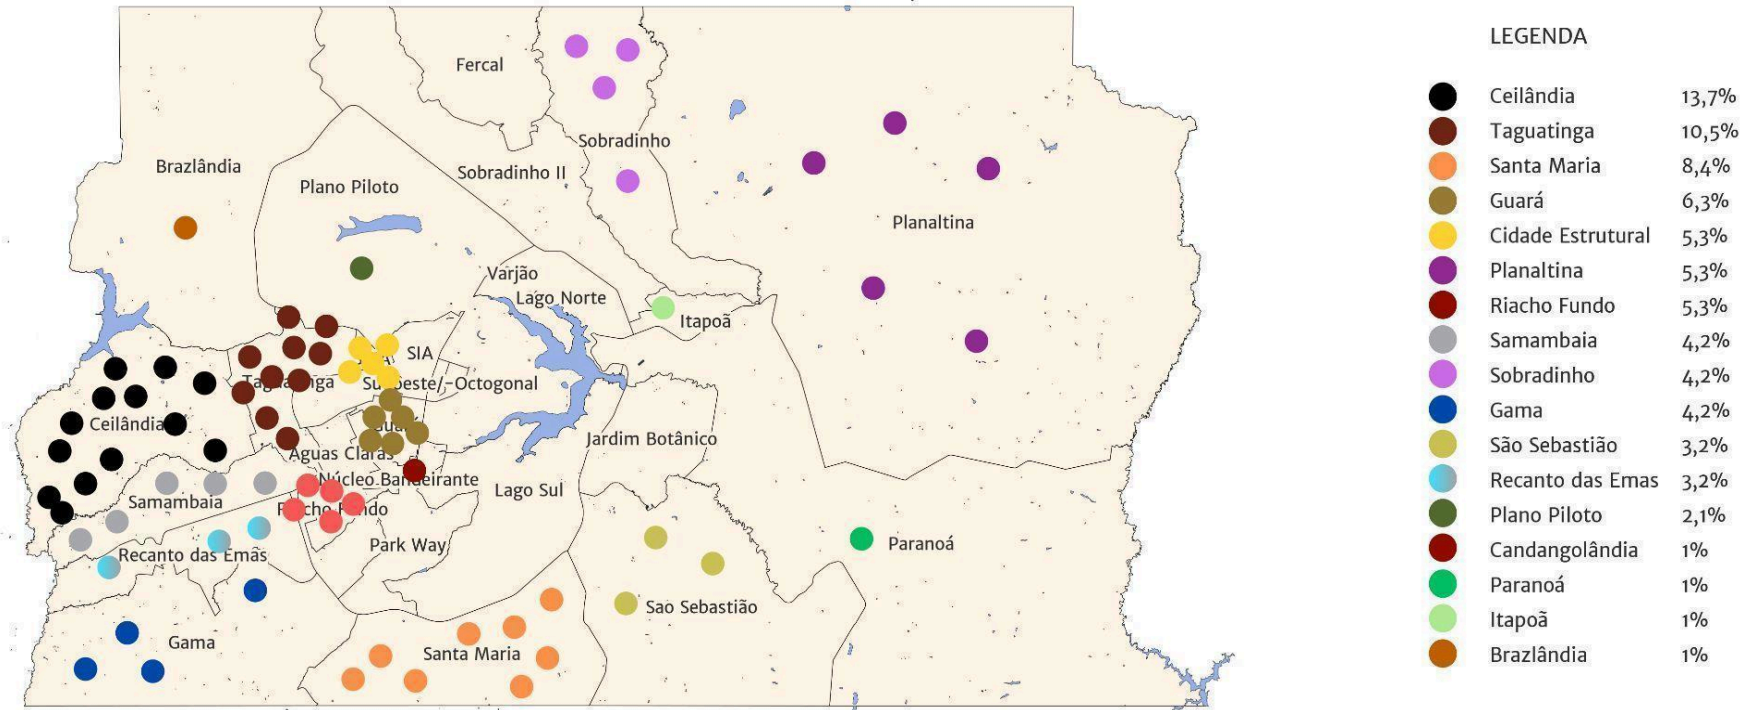 LEGENDA
Ceilândia 13,7%
Taguatinga 10,5%
Santa Maria 8,4%
Guará 6,3%
Cidade Estrutural 5,3%
Planaltina 5,3%
Riacho Fundo 5,3%
Samambaia 4,2%
Sobradinho 4,2%
Gama 4,2%
São Sebastião 3,2%
Recanto das Emas 3,2%
Plano Piloto 2,1%
Candangolândia 1%
Paranoá 1%
Itapoã 1%
Brazlândia 1%
Fercal
Sobradinho
Brazlândia
Sobradinho II
Plano Piloto
Planaltina
Varjão
Lago Norte
Itapoã
SIA
Ceilândia
Jardim Botânico
Núcleo Bandeirante
Lago Sul
Samambaia
Park Way
Paranoá
Recanto das Emas
Sao Sebastião
Gama
Santa Maria